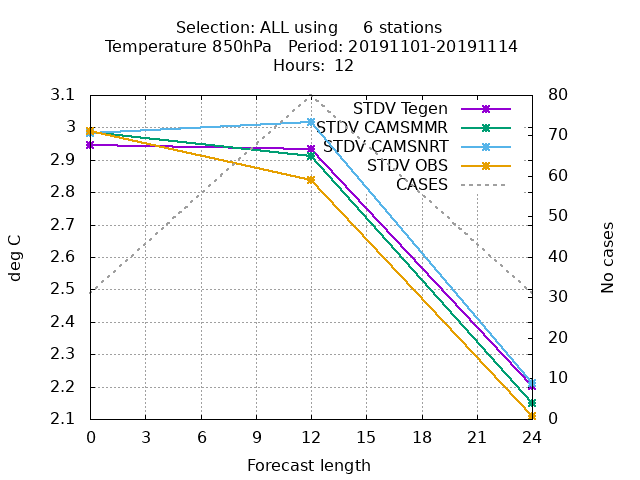 Selection: ALL using     6 stations
Temperature 850hPa   Period: 20191101-20191114
Hours:  12
3.1
3
2.9
2.8
2.7
2.6
2.5
2.4
2.3
2.2
2.1
deg C
STDV Tegen
STDV CAMSMMR
STDV CAMSNRT
STDV OBS
CASES
80
70
60
50
40
30
20
10
0
No cases
0 3 6 9 12 15 18 21 24
Forecast length